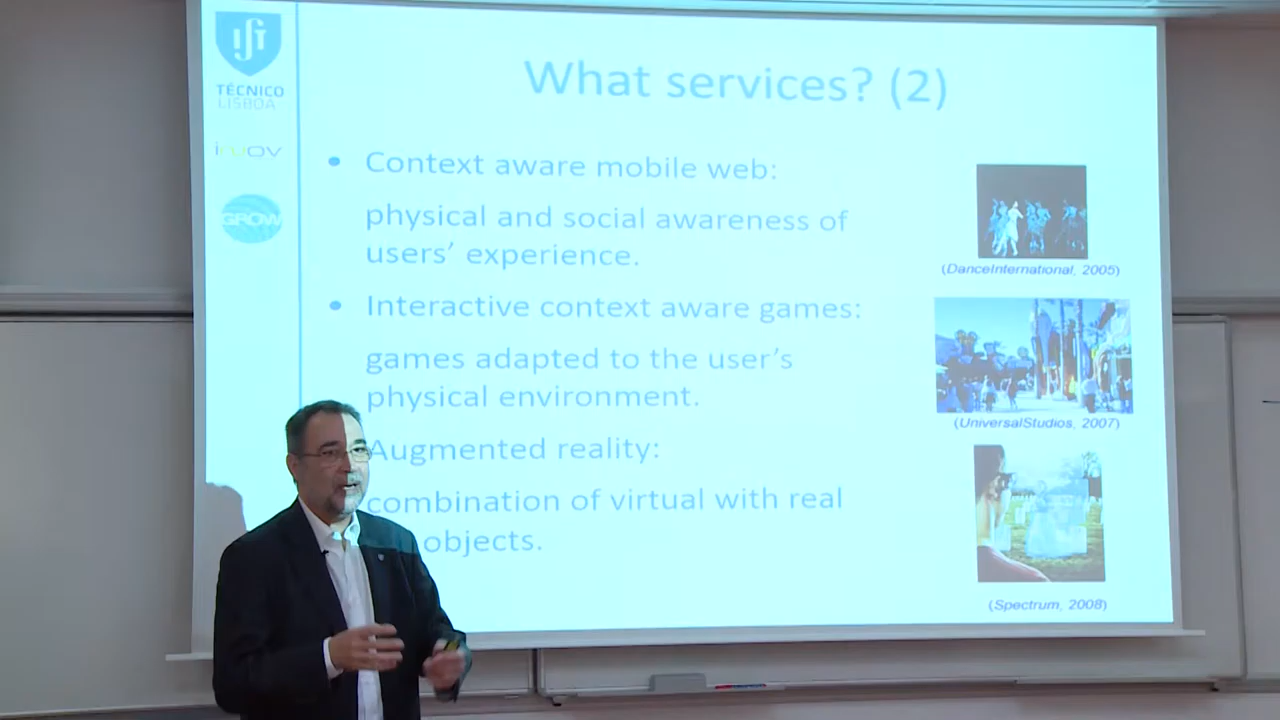 TÉCNICO
LISBOA
GROW
What services? (2)
• Context aware mobile web:
physical and social awareness of
users’ experience.
• Interactive context aware games:
games adapted to the user’s
physical environment.
Augmented reality:
combination of virtual with real
objects.
(DanceInternational, 2005)
(UniversalStudios, 2007)
(Spectrum, 2008)